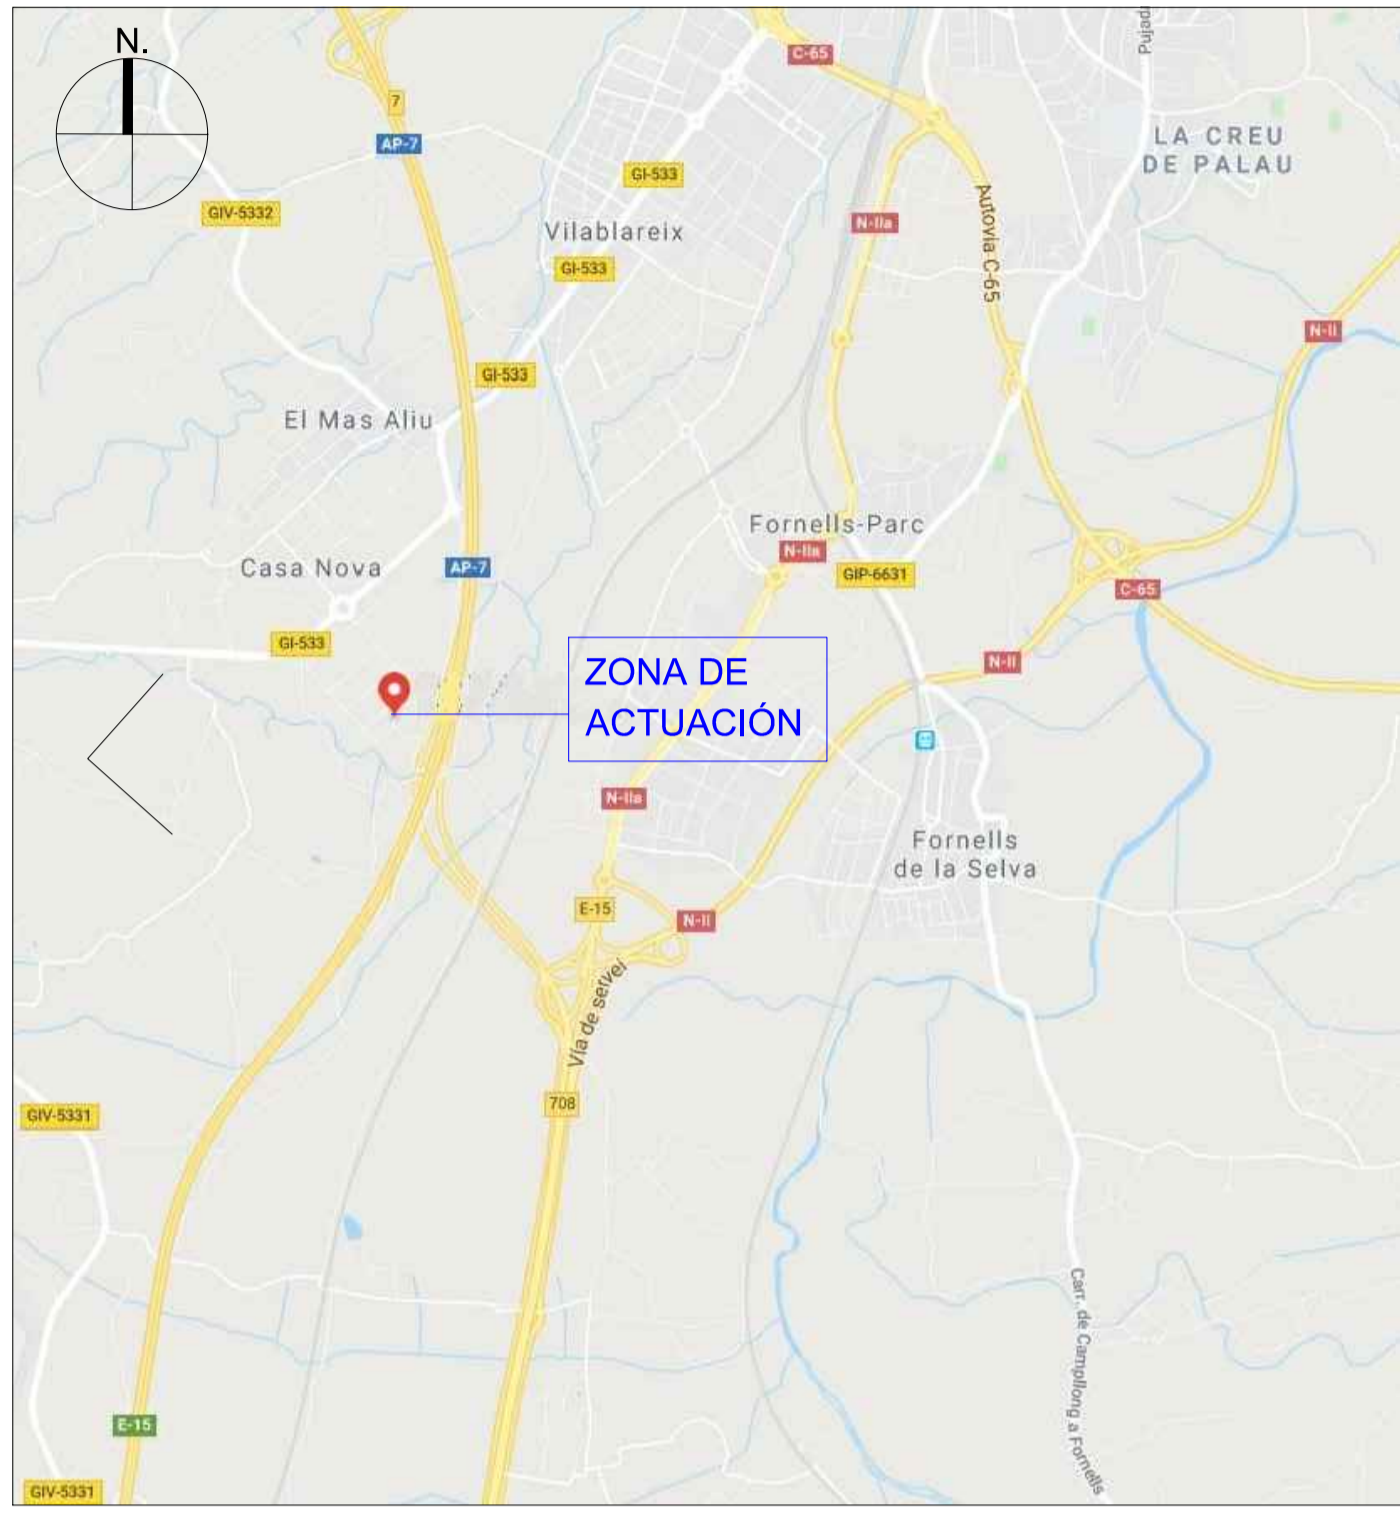 N.
C-65
Pujada
7
AP-7
LA CREU
DE PALAU
GI-533
GIV-5332
N-IIa
Vilablareix
Autovia C-65
GI-533
N-II
GI-533
El Mas Aliu
Fornells-Parc
N-IIa
Casa Nova
AP-7
GIP-6631
C-65
GI-533
N-II
ZONA DE
ACTUACIÓN
N-IIa
Fornells
de la Selva
E-15
N-II
Vía de servei
708
GIV-5331
Carr. de Campllong a Fornells
E-15
GIV-5331